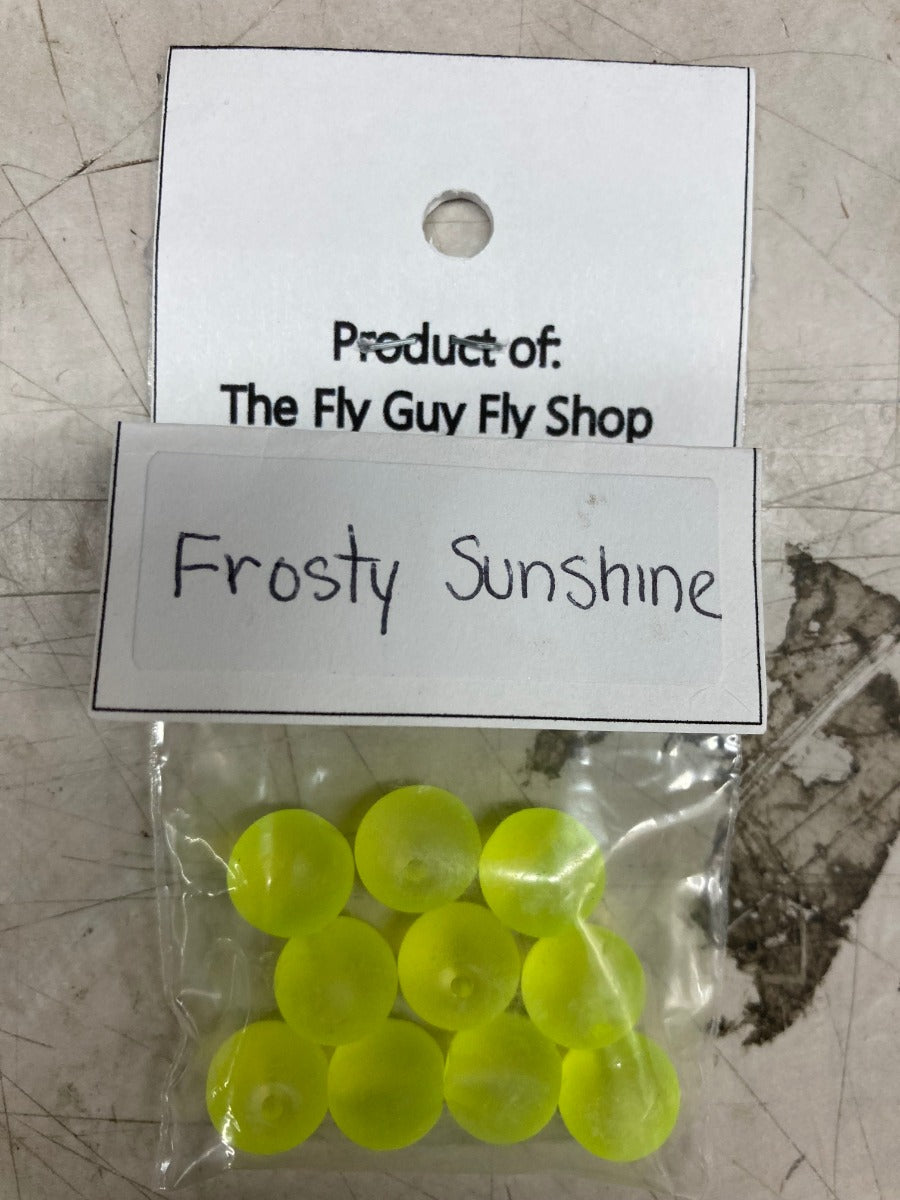 Product of:
The Fly Guy Fly Shop
Frosty Sunshine